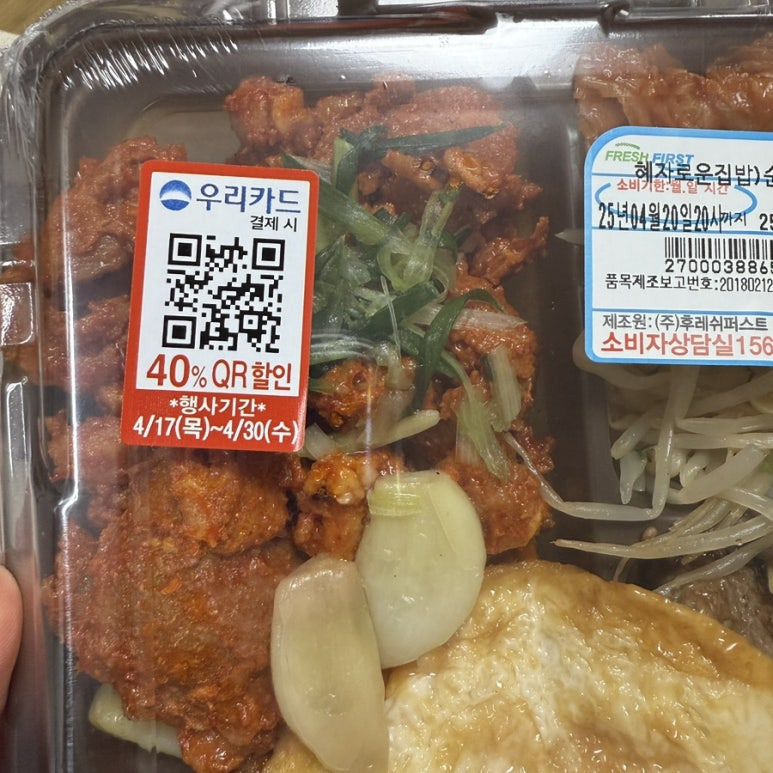 우리카드
결제 시
40% QR 할인
*행사기간*
4/17(목)~4/30(수)
FRESH FIRST
혜자로운집밥)
소비기한:월.일 시간
25년04월20일20시까지 25
27000388865
품목제조보고번호:20180212
제조원:(주)후레쉬퍼스트
소비자상담실156